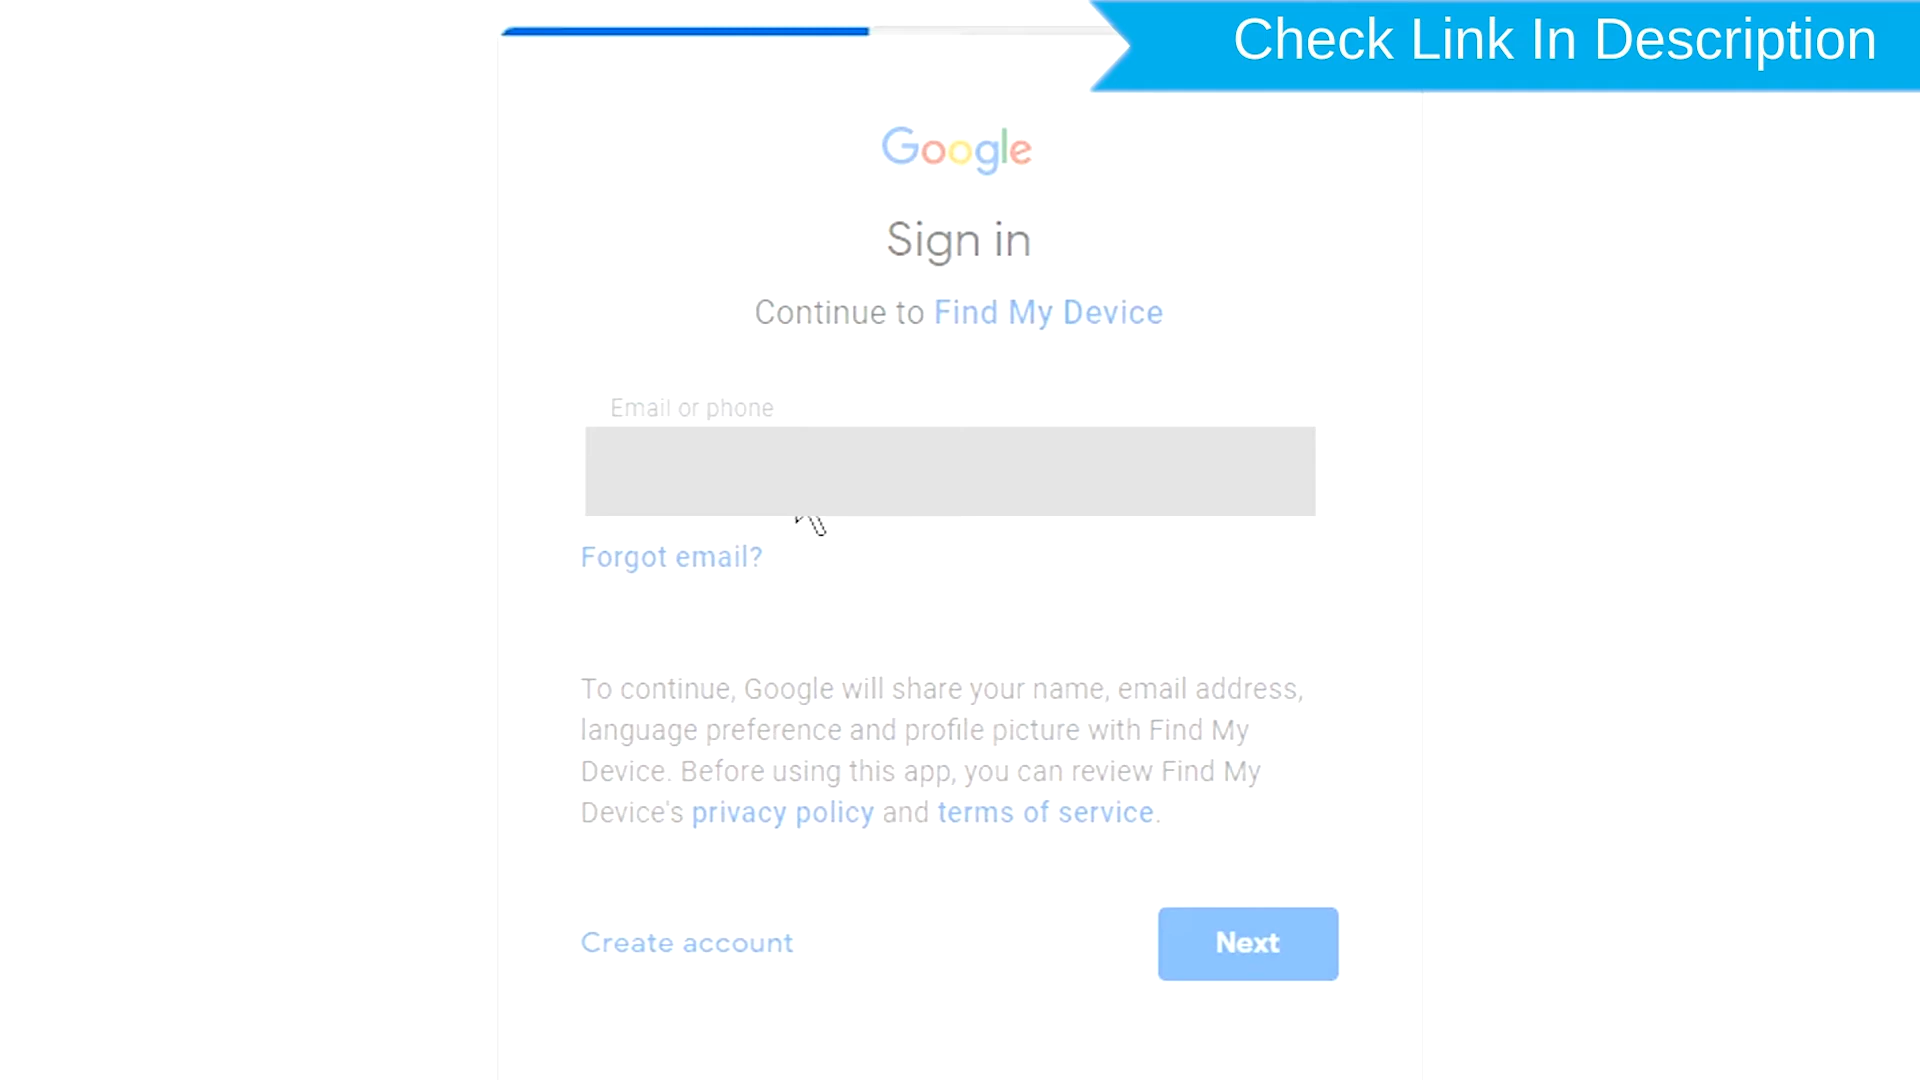 Check Link In Description
Google
Sign in
Continue to Find My Device
Email or phone
Forgot email?
To continue, Google will share your name, email address,
language preference and profile picture with Find My
Device. Before using this app, you can review Find My
Device's privacy policy and terms of service.
Create account
Next